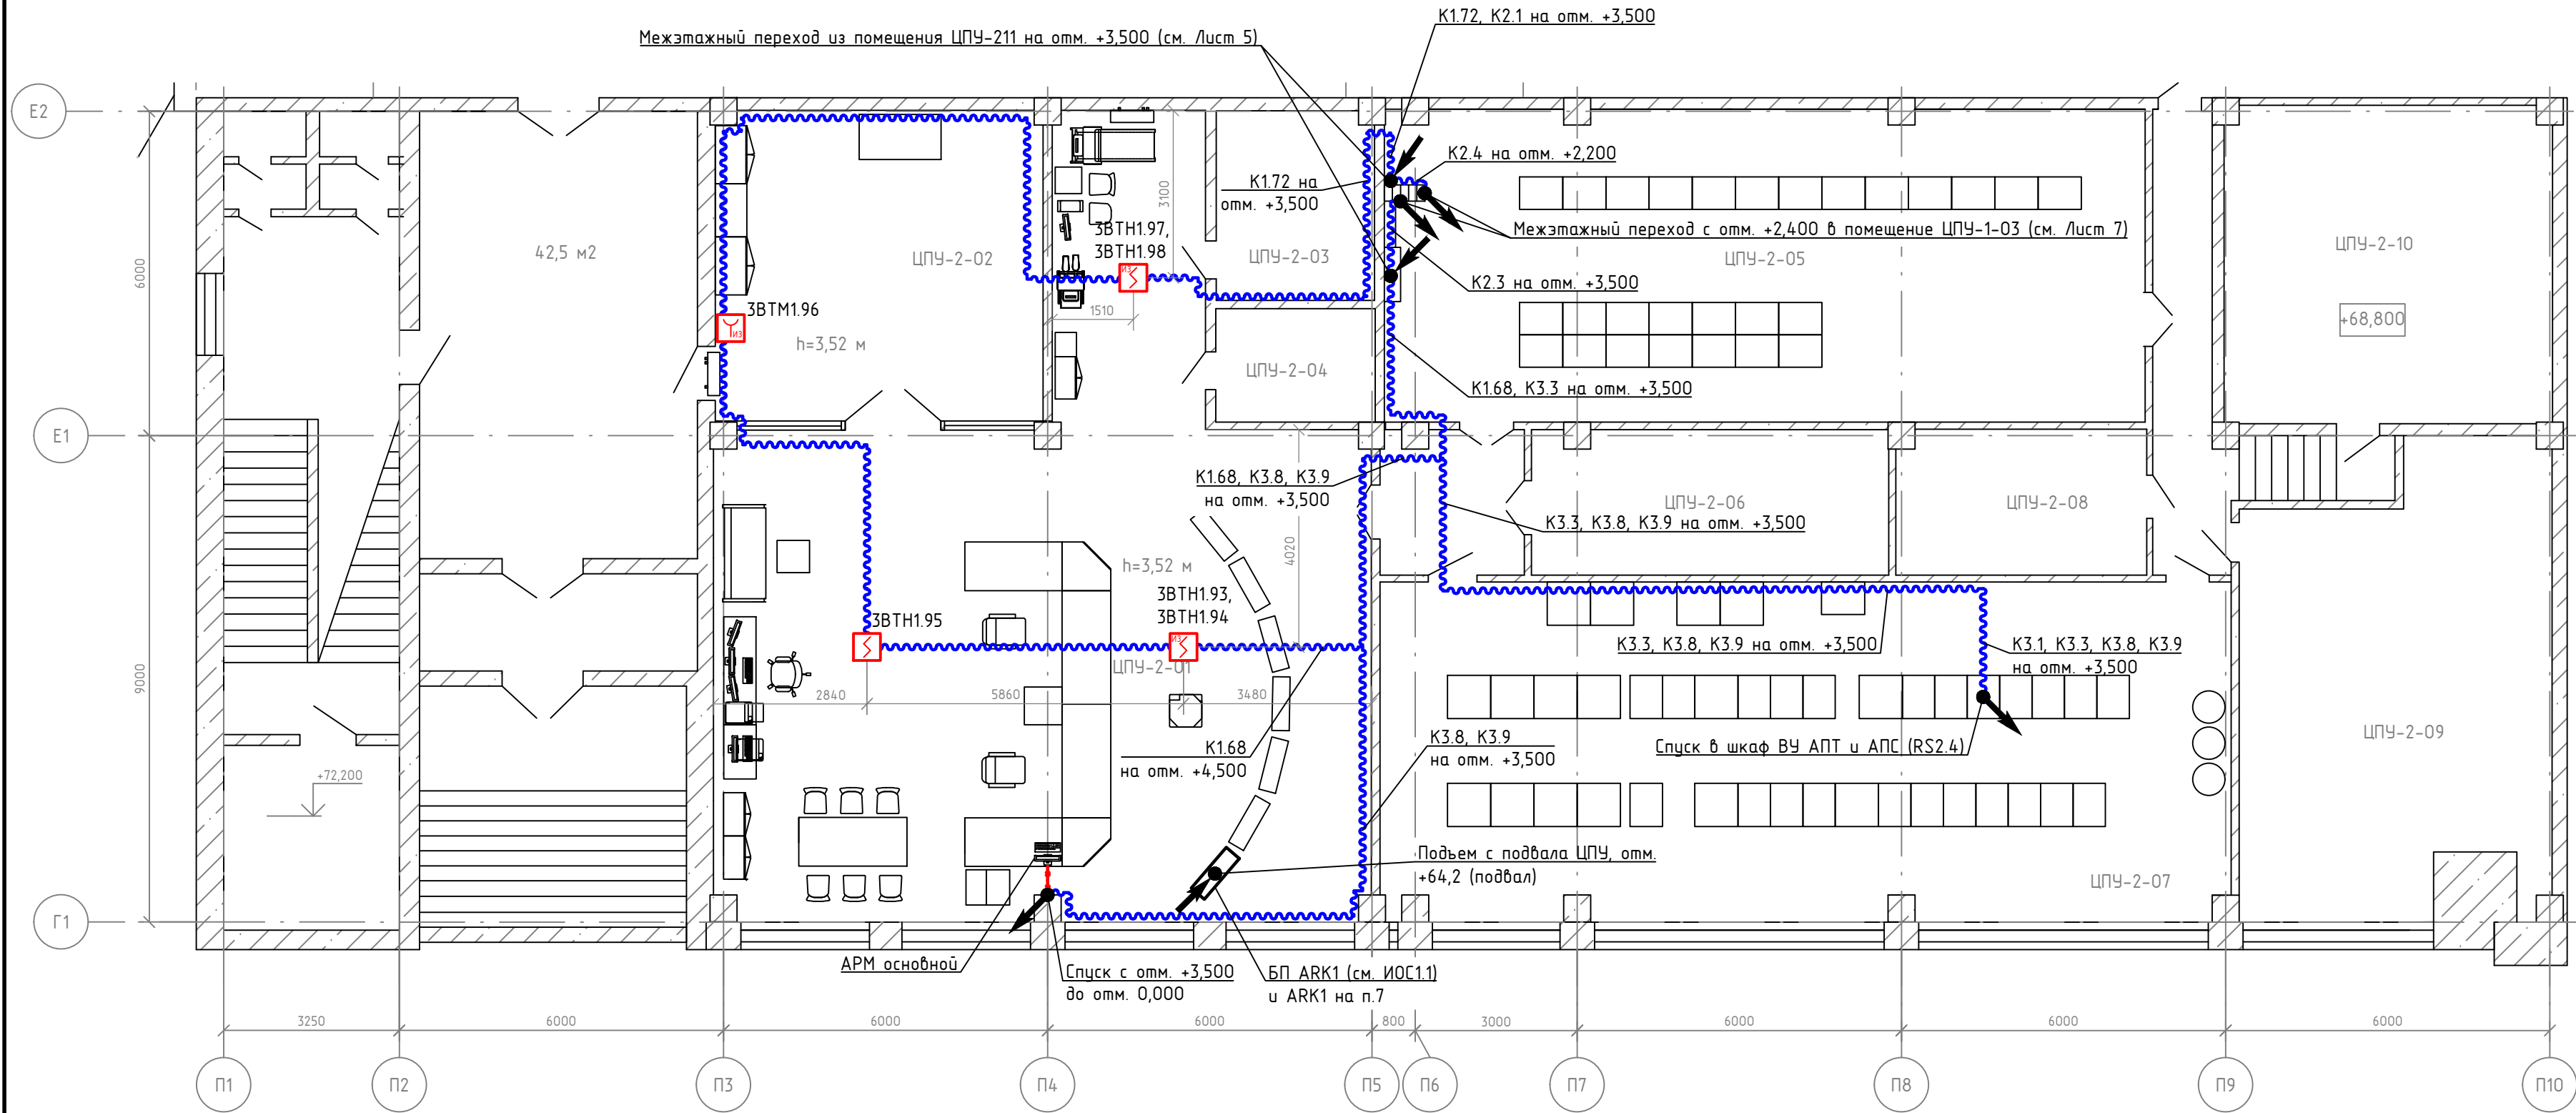 К1.72, К2.1 на отм. +3,500
Межэтажный переход из помещения ЦПУ-211 на отм. +3,500 (см. Лист 5)
Е2
К2.4 на отм. +2,200
К1.72 на
отм. +3,500
3100
3BTH1.97,
3BTH1.98
Межэтажный переход с отм. +2,400 в помещение ЦПУ-1-03 (см. Лист 7)
42,5 м2
ЦПУ-2-02
ЦПУ-2-03
ЦПУ-2-05
ЦПУ-2-10
6000
ИЗ
К2.3 на отм. +3,500
3BTM1.96
1510
+68,800
ИЗ
h=3,52 м
ЦПУ-2-04
К1.68, К3.3 на отм. +3,500
Е1
К1.68, К3.8, К3.9
на отм. +3,500
ЦПУ-2-06
ЦПУ-2-08
К3.3, К3.8, К3.9 на отм. +3,500
4020
h=3,52 м
3BTH1.93,
3BTH1.94
3BTH1.95
ИЗ
К3.3, К3.8, К3.9 на отм. +3,500
К3.1, К3.3, К3.8, К3.9
на отм. +3,500
9000
ЦПУ-2-01
2840
5860
3480
К1.68
на отм. +4,500
К3.8, К3.9
на отм. +3,500
Спуск в шкаф ВУ АПТ и АПС (RS2.4)
ЦПУ-2-09
+72,200
Подъем с подвала ЦПУ, отм.
+64,2 (подвал)
ЦПУ-2-07
Г1
АРМ основной
Спуск с отм. +3,500
до отм. 0,000
БП ARK1 (см. ИОС1.1)
и ARK1 на п.7
3250
6000
6000
6000
800
3000
6000
6000
6000
П1
П2
П3
П4
П5
П6
П7
П8
П9
П10